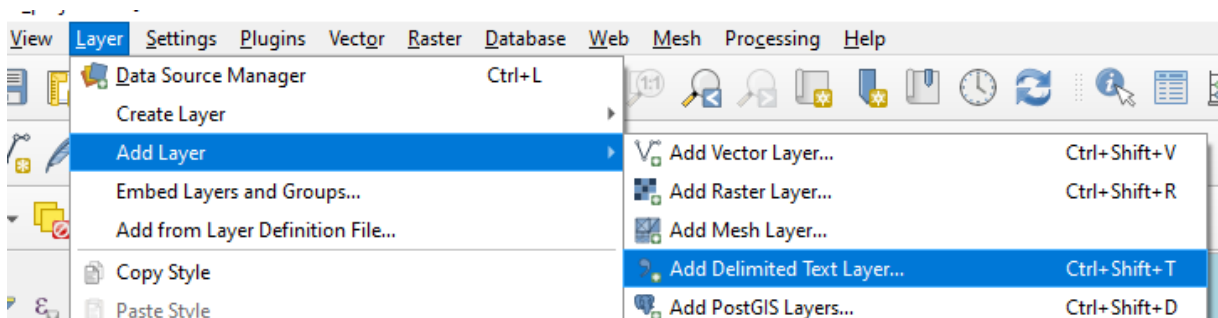 View Layer Settings Plugins Vector Raster Database Web Mesh Processing Help
Data Source Manager Ctrl+L
Create Layer
Add Layer
Embed Layers and Groups...
Add from Layer Definition File...
Copy Style
Paste Style
1:1
Add Vector Layer... Ctrl+Shift+V
Add Raster Layer... Ctrl+Shift+R
Add Mesh Layer...
Add Delimited Text Layer... Ctrl+Shift+T
Add PostGIS Layers... Ctrl+Shift+D